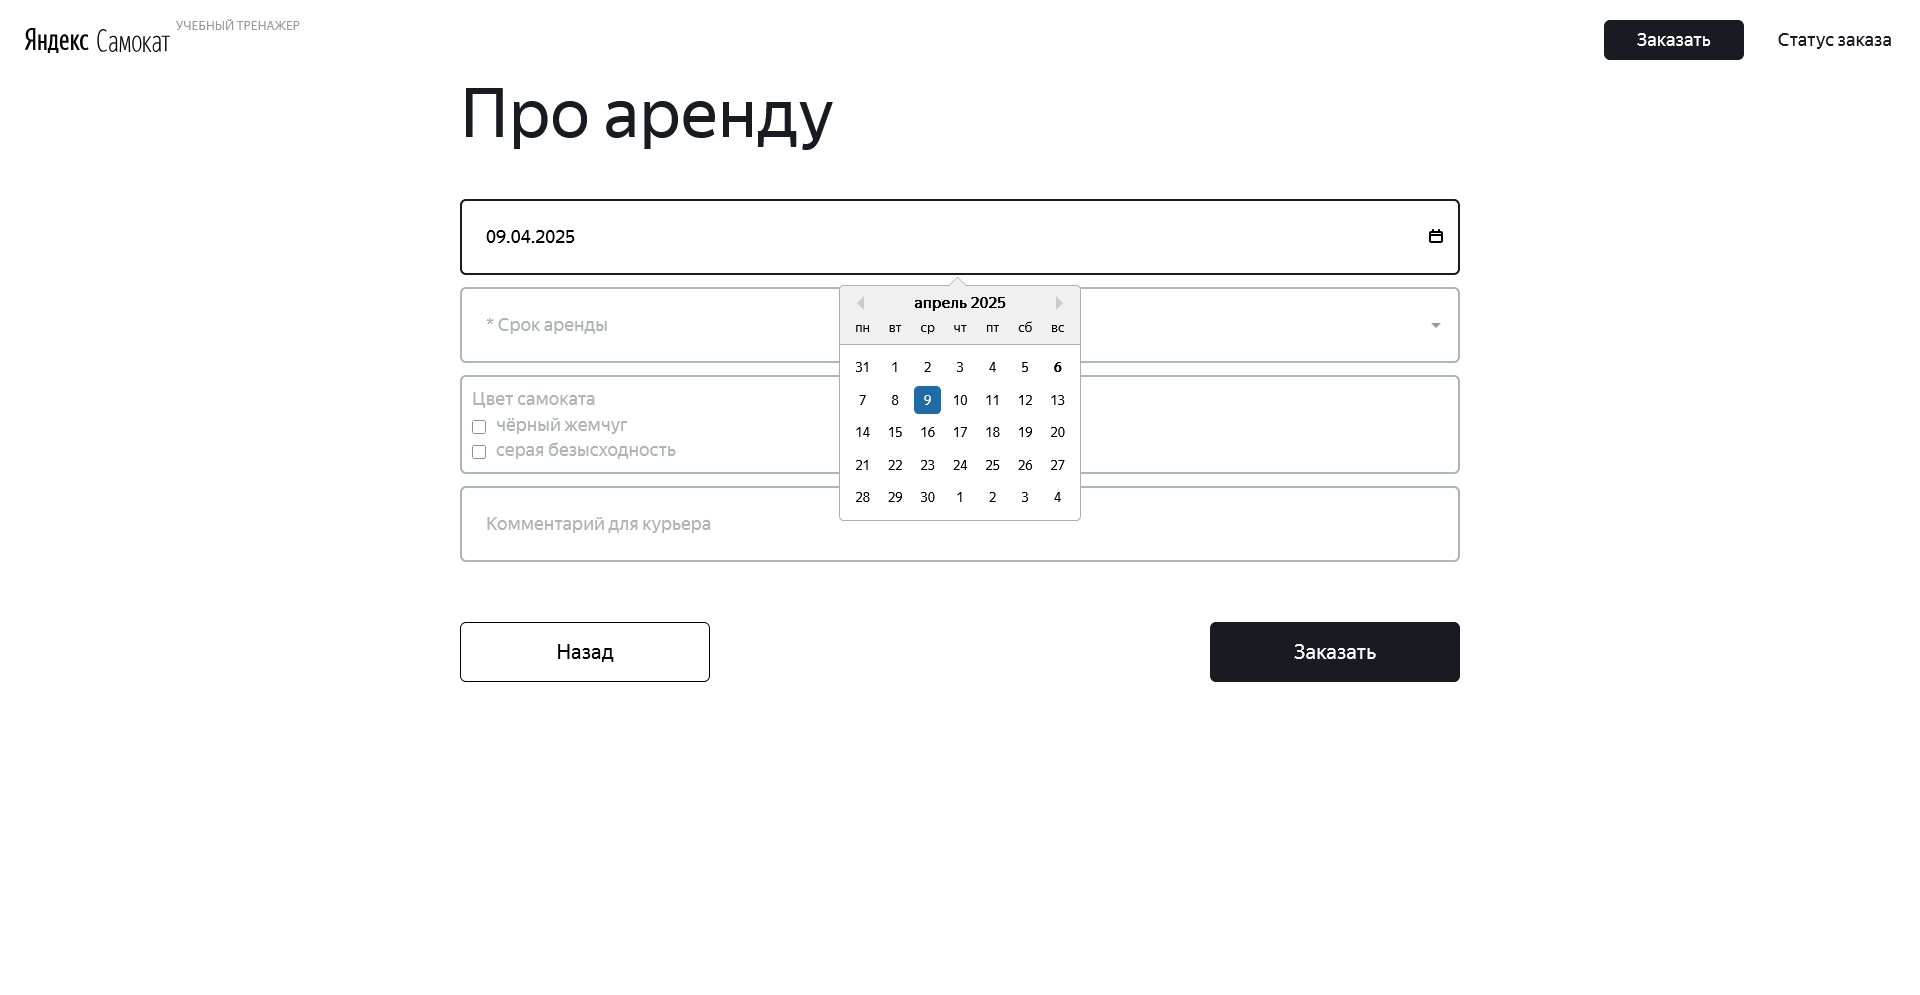 Яндекс Самокат
УЧЕБНЫЙ ТРЕНАЖЕР
Заказать
Статус заказа
Про аренду
09.04.2025
* Срок аренды
Цвет самоката
чёрный жемчуг
серая безысходность
Комментарий для курьера
апрель 2025
пн вт ср чт пт сб вс
31 1 2 3 4 5 6
7 8 9 10 11 12 13
14 15 16 17 18 19 20
21 22 23 24 25 26 27
28 29 30 1 2 3 4
Назад
Заказать